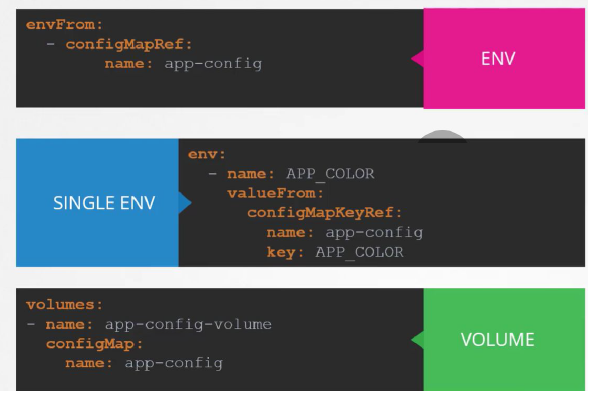 envFrom:
  - configMapRef:
        name: app-config
ENV
SINGLE ENV
env:
  - name: APP_COLOR
    valueFrom:
      configMapKeyRef:
        name: app-config
        key: APP_COLOR
volumes:
- name: app-config-volume
  configMap:
    name: app-config
VOLUME